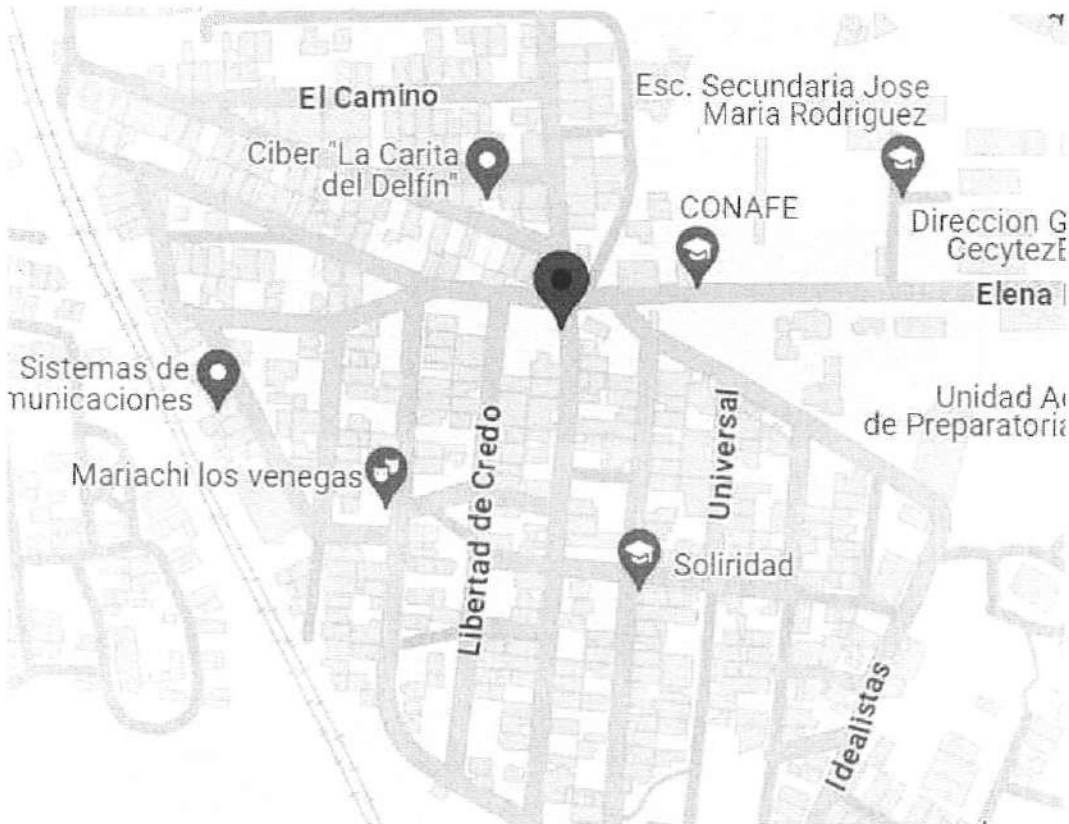 El Camino
Esc. Secundaria Jose
Maria Rodriguez
Ciber "La Carita
del Delfín"
CONAFE
Direccion G
CecytezE
Elena
Sistemas de
municaciones
Unidad A
de Preparatoria
Universal
Libertad de Credo
Mariachi los venegas
Soliridad
Idealistas